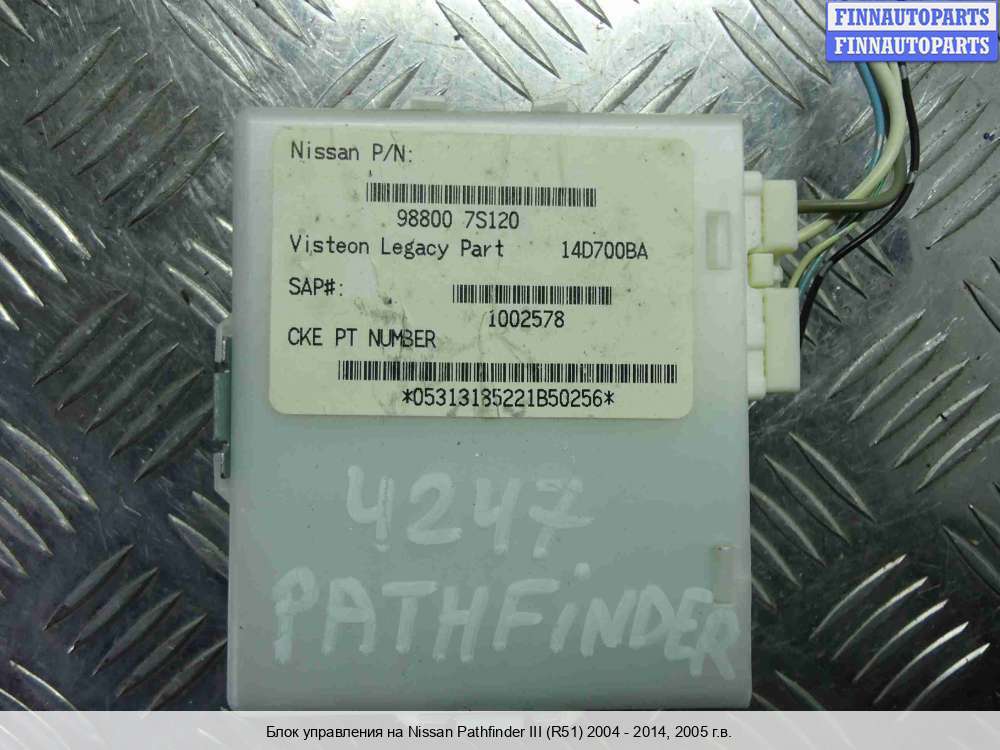 FINNAUTOPARTS
FINNAUTOPARTS
Nissan P/N:
98800 7S120
Visteon Legacy Part 14D700BA
SAP#:
1002578
CKE PT NUMBER
*05313185221B50256*
4247
PATHFiNDER
Блок управления на Nissan Pathfinder III (R51) 2004 - 2014, 2005 г.в.